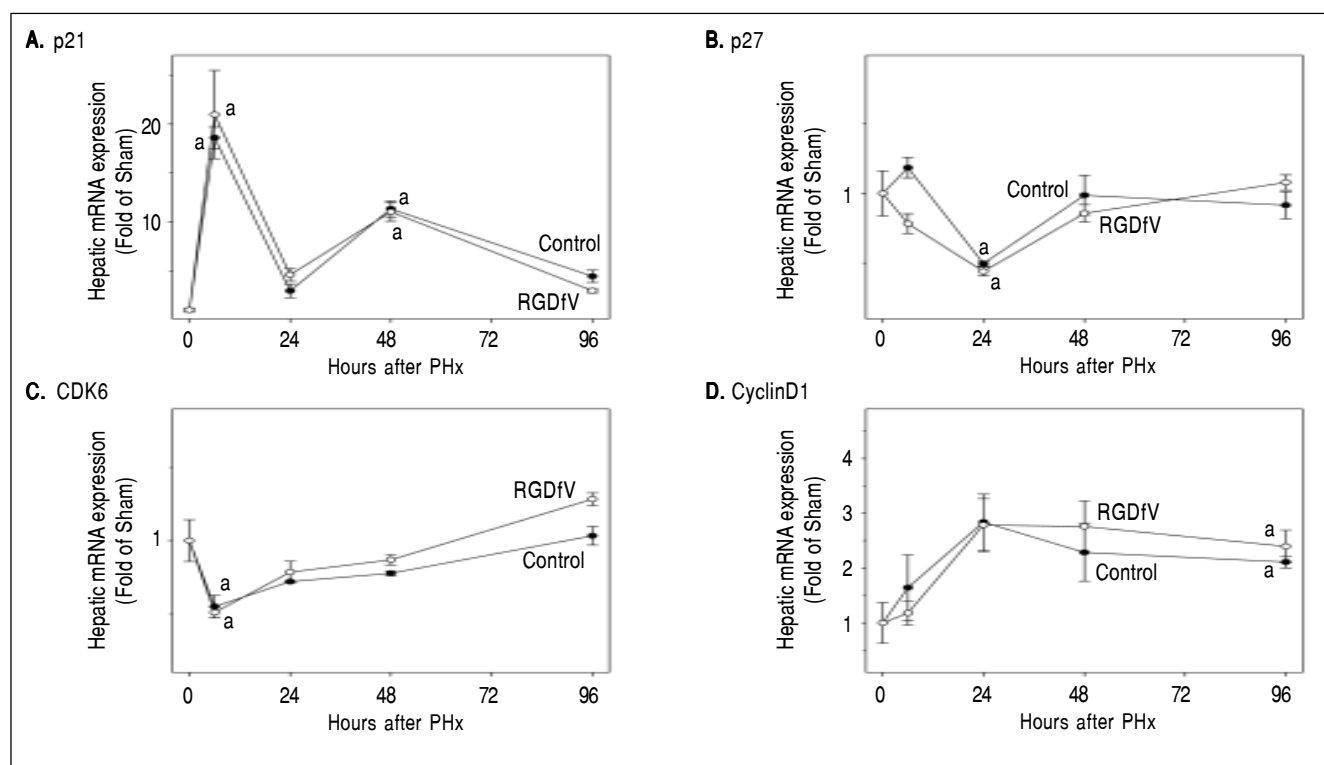 A. p21
Hepatic mRNA expression
(Fold of Sham)
20
10
a
a
a
a
Control
RGDfV
0 24 48 72 96
Hours after PHx
B. p27
Hepatic mRNA expression
(Fold of Sham)
1
a
a
Control
RGDfV
0 24 48 72 96
Hours after PHx
C. CDK6
Hepatic mRNA expression
(Fold of Sham)
1
a
a
RGDfV
Control
0 24 48 72 96
Hours after PHx
D. CyclinD1
Hepatic mRNA expression
(Fold of Sham)
4
3
2
1
RGDfV
Control
a
a
0 24 48 72 96
Hours after PHx